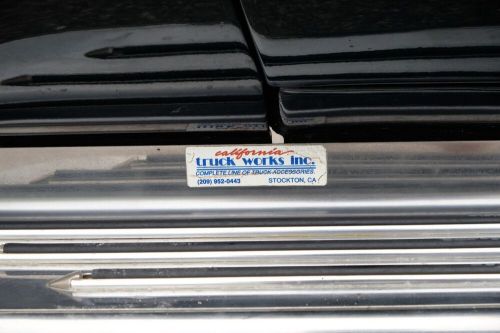 california
truck works inc.
COMPLETE LINE OF TRUCK ACCESSORIES
(209) 952-0443 STOCKTON, CA